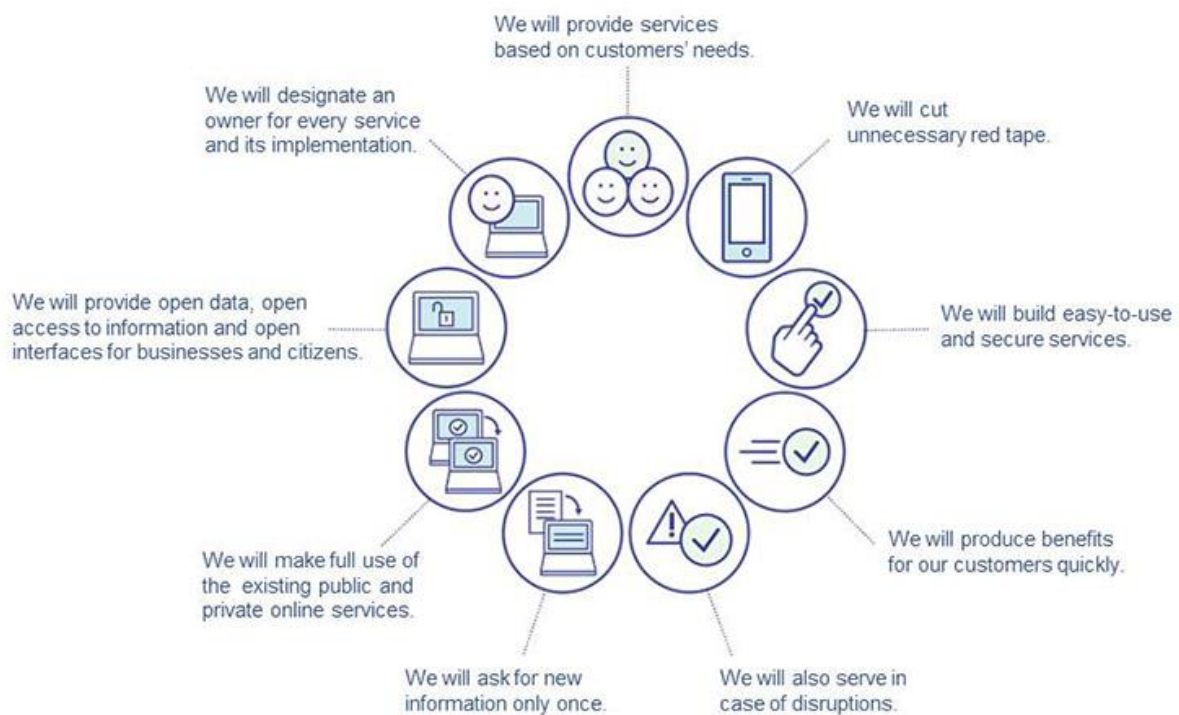 We will provide services
based on customers' needs.
We will cut
unnecessary red tape.
We will build easy-to-use
and secure services.
We will produce benefits
for our customers quickly.
We will also serve in
case of disruptions.
We will ask for new
information only once.
We will make full use of
the existing public and
private online services.
We will provide open data, open
access to information and open
interfaces for businesses and citizens.
We will designate an
owner for every service
and its implementation.